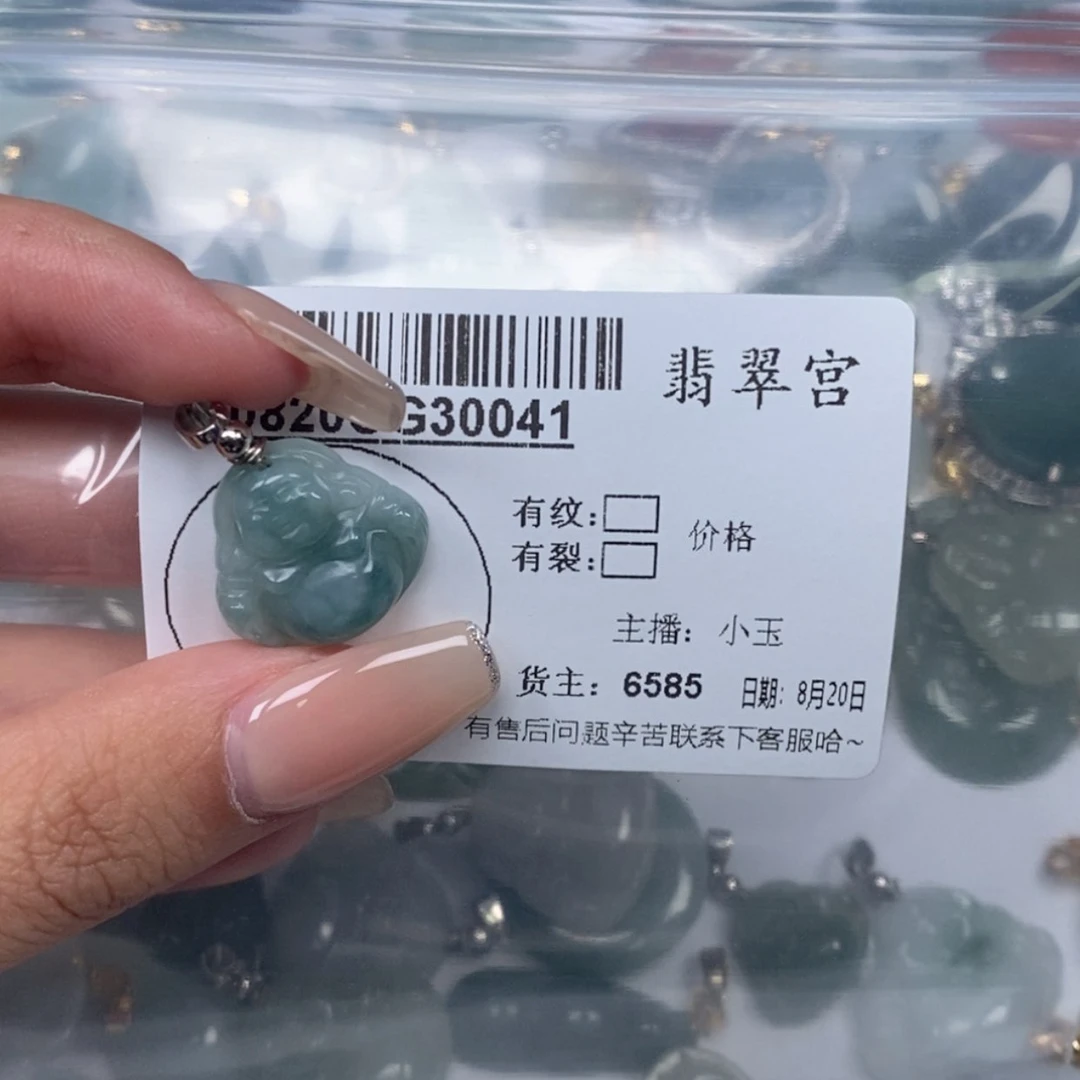 翡翠宫
G30041
有纹：
价格
有裂：
主播：小玉
货主：6585 日期：8月20日
有售后问题辛苦联系下客服哈~